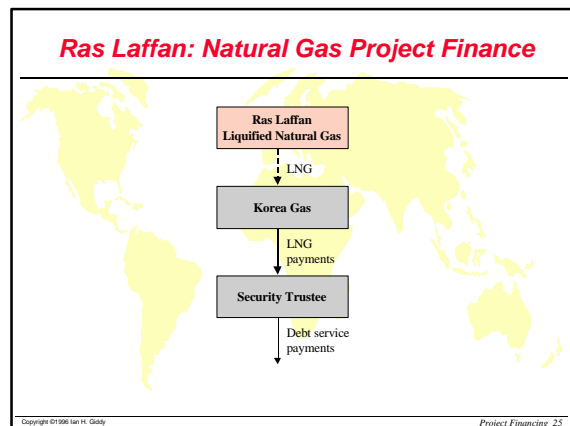 Ras Laffan: Natural Gas Project Finance
Ras Laffan
Liquified Natural Gas
LNG
Korea Gas
LNG
payments
Security Trustee
Debt service
payments
Copyright ©1996 Ian H. Giddy
Project Financing 25